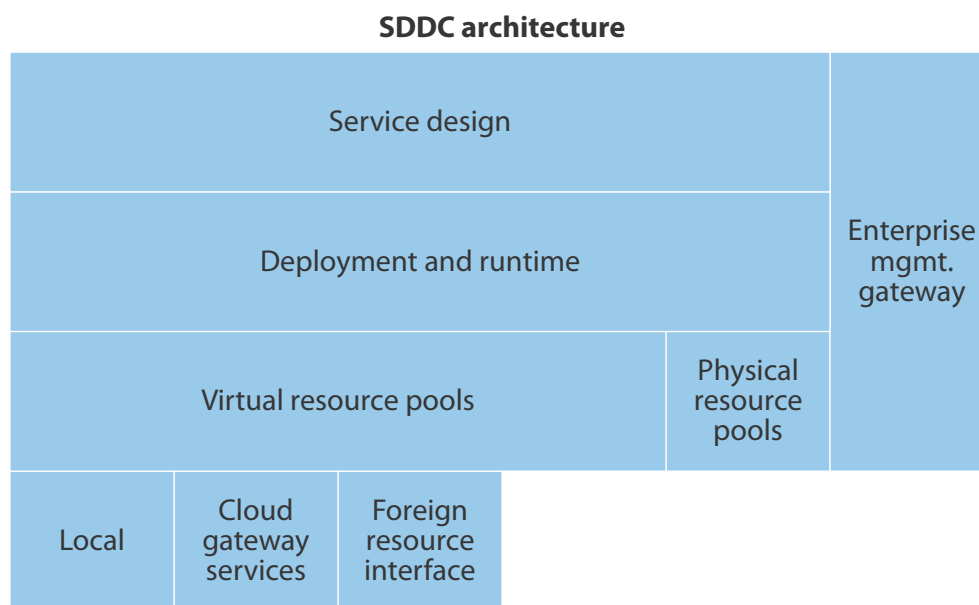 SDDC architecture
Service design
Deployment and runtime
Enterprise
mgmt.
gateway
Virtual resource pools
Physical
resource
pools
Local
Cloud
gateway
services
Foreign
resource
interface